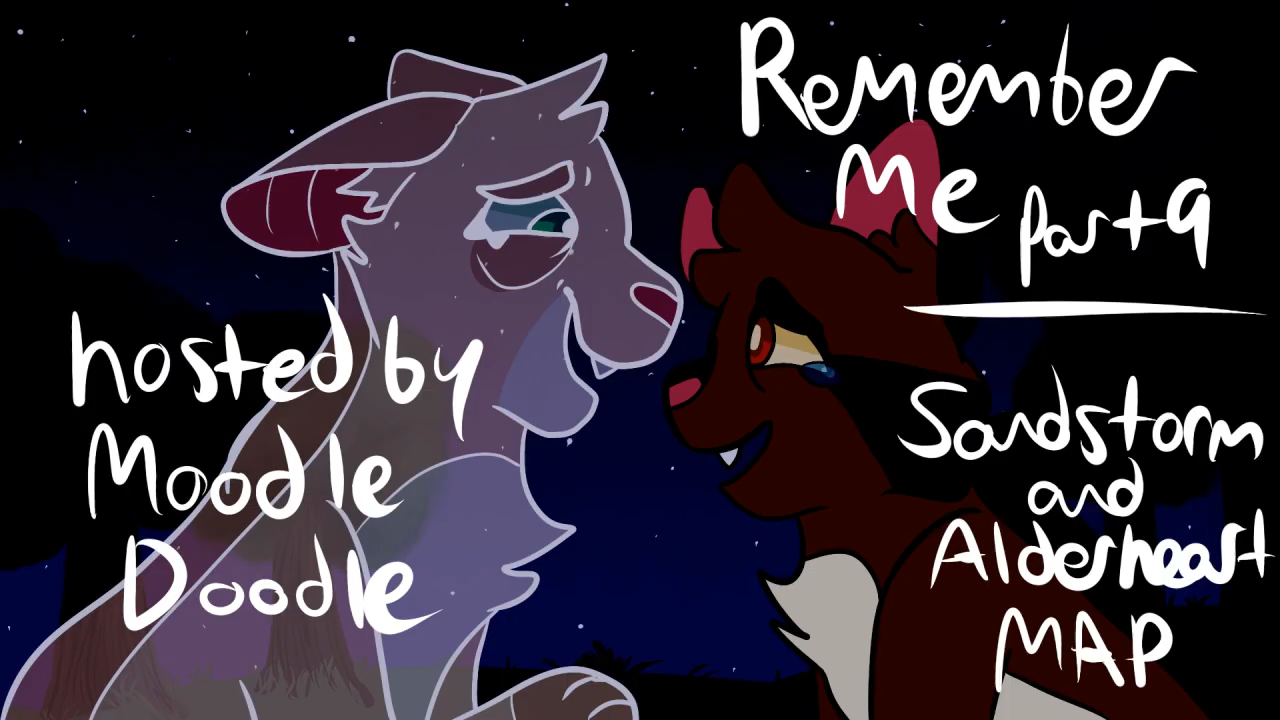 Remember
Me Part 9
hosted by
Moodle
Doodle
Sandstorm
and
Alderheart
MAP